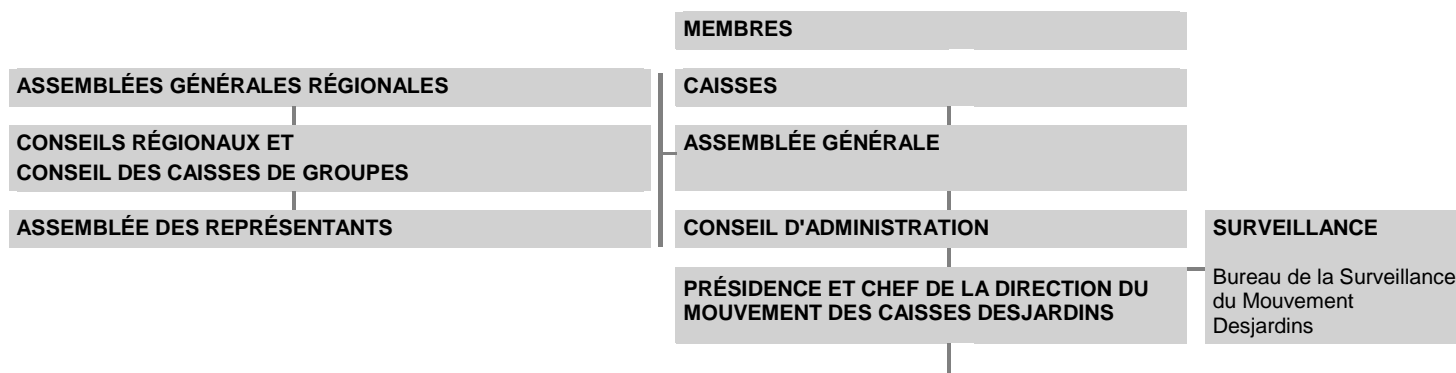 MEMBRES
ASSEMBLÉES GÉNÉRALES RÉGIONALES
CAISSES
CONSEILS RÉGIONAUX ET
CONSEIL DES CAISSES DE GROUPES
ASSEMBLÉE GÉNÉRALE
ASSEMBLÉE DES REPRÉSENTANTS
CONSEIL D'ADMINISTRATION
PRÉSIDENCE ET CHEF DE LA DIRECTION DU
MOUVEMENT DES CAISSES DESJARDINS
SURVEILLANCE
Bureau de la Surveillance
du Mouvement
Desjardins